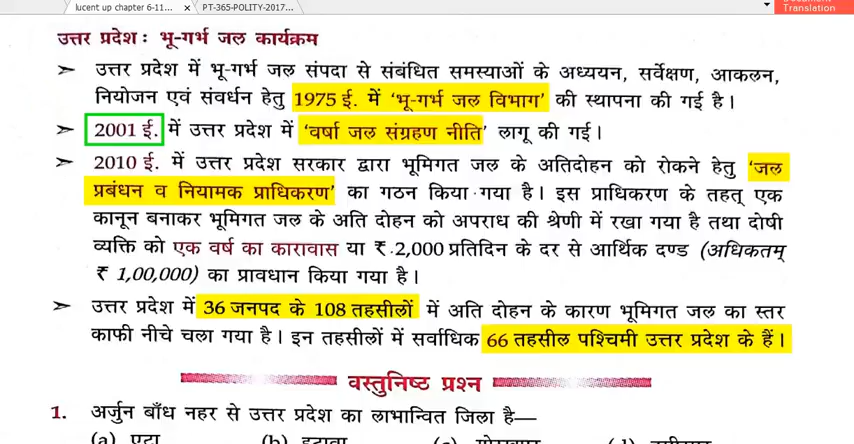 lucent up chapter 6-11...
PT-365-POLITY-2017...
Translation
उत्तर प्रदेश : भू-गर्भ जल कार्यक्रम
➢ उत्तर प्रदेश में भू-गर्भ जल संपदा से संबंधित समस्याओं के अध्ययन, सर्वेक्षण, आकलन,
नियोजन एवं संवर्धन हेतु 1975 ई. में ‘भू-गर्भ जल विभाग’ की स्थापना की गई है।
➢ 2001 ई. में उत्तर प्रदेश में ‘वर्षा जल संग्रहण नीति’ लागू की गई।
➢ 2010 ई. में उत्तर प्रदेश सरकार द्वारा भूमिगत जल के अतिदोहन को रोकने हेतु ‘जल
प्रबंधन व नियामक प्राधिकरण’ का गठन किया गया है। इस प्राधिकरण के तहत् एक
कानून बनाकर भूमिगत जल के अति दोहन को अपराध की श्रेणी में रखा गया है तथा दोषी
व्यक्ति को एक वर्ष का कारावास या ₹ 2,000 प्रतिदिन के दर से आर्थिक दण्ड (अधिकतम्
₹ 1,00,000) का प्रावधान किया गया है।
➢ उत्तर प्रदेश में 36 जनपद के 108 तहसीलों में अति दोहन के कारण भूमिगत जल का स्तर
काफी नीचे चला गया है। इन तहसीलों में सर्वाधिक 66 तहसील पश्चिमी उत्तर प्रदेश के हैं।
वस्तुनिष्ठ प्रश्न
1. अर्जुन बाँध नहर से उत्तर प्रदेश का लाभान्वित जिला है—
(a) एटा (b) इटावा (c) गोरखपुर (d)